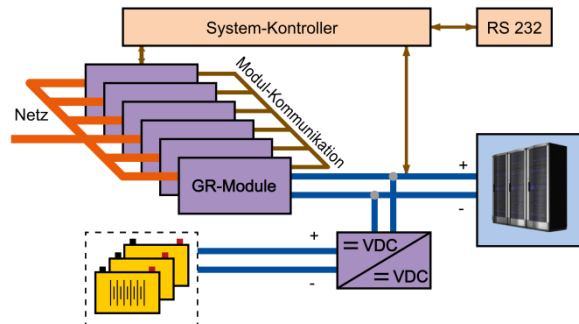 System-Kontroller
RS 232
Modul-Kommunikation
Netz
GR-Module
+
-
+
-
= VDC
= VDC